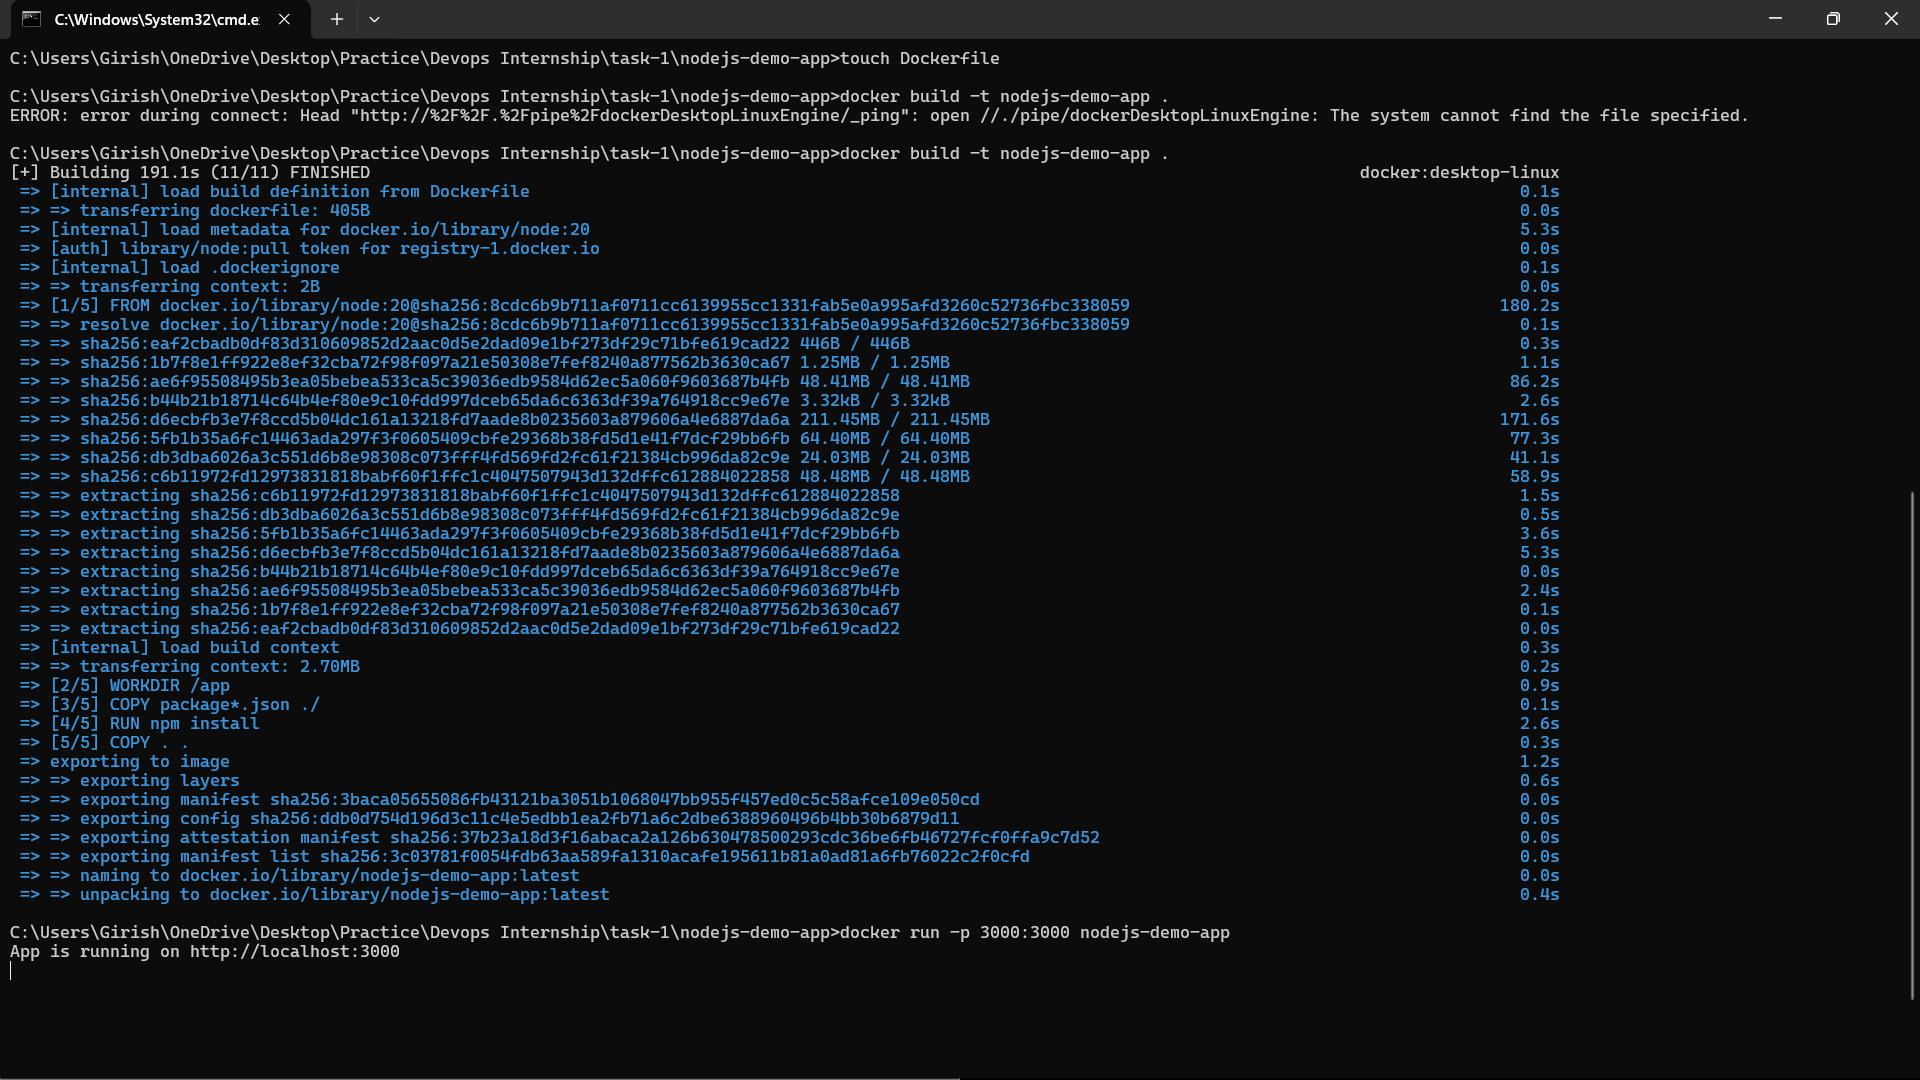 C:\Windows\System32\cmd.e
C:\Users\Girish\OneDrive\Desktop\Practice\Devops Internship\task-1\nodejs-demo-app>touch Dockerfile
C:\Users\Girish\OneDrive\Desktop\Practice\Devops Internship\task-1\nodejs-demo-app>docker build -t nodejs-demo-app .
ERROR: error during connect: Head "http://%2F%2F.%2Fpipe%2FdockerDesktopLinuxEngine/_ping": open //./pipe/dockerDesktopLinuxEngine: The system cannot find the file specified.
C:\Users\Girish\OneDrive\Desktop\Practice\Devops Internship\task-1\nodejs-demo-app>docker build -t nodejs-demo-app .
[+] Building 191.1s (11/11) FINISHED docker:desktop-linux
=> [internal] load build definition from Dockerfile 0.1s
=> => transferring dockerfile: 405B 0.0s
=> [internal] load metadata for docker.io/library/node:20 5.3s
=> [auth] library/node:pull token for registry-1.docker.io 0.0s
=> [internal] load .dockerignore 0.1s
=> => transferring context: 2B 0.0s
=> [1/5] FROM docker.io/library/node:20@sha256:8cdc6b9b711af0711cc6139955cc1331fab5e0a995afd3260c52736fbc338059 180.2s
=> => resolve docker.io/library/node:20@sha256:8cdc6b9b711af0711cc6139955cc1331fab5e0a995afd3260c52736fbc338059 0.1s
=> => sha256:eaf2cbadb0df83d310609852d2aac0d5e2dad09e1bf273df29c71bfe619cad22 446B / 446B 0.3s
=> => sha256:1b7f8e1ff922e8ef32cba72f98f097a21e50308e7fef8240a877562b3630ca67 1.25MB / 1.25MB 1.1s
=> => sha256:ae6f95508495b3ea05bebea533ca5c39036edb9584d62ec5a060f9603687b4fb 48.41MB / 48.41MB 86.2s
=> => sha256:b44b21b18714c64b4ef80e9c10fdd997dceb65da6c6363df39a764918cc9e67e 3.32kB / 3.32kB 2.6s
=> => sha256:d6ecbfb3e7f8ccd5b04dc161a13218fd7aade8b0235603a879606a4e6887da6a 211.45MB / 211.45MB 171.6s
=> => sha256:5fb1b35a6fc14463ada297f3f0605409cbfe29368b38fd5d1e41f7dcf29bb6fb 64.40MB / 64.40MB 77.3s
=> => sha256:db3dba6026a3c551d6b8e98308c073fff4fd569fd2fc61f21384cb996da82c9e 24.03MB / 24.03MB 41.1s
=> => sha256:c6b11972fd12973831818babf60f1ffc1c4047507943d132dffc612884022858 48.48MB / 48.48MB 58.9s
=> => extracting sha256:c6b11972fd12973831818babf60f1ffc1c4047507943d132dffc612884022858 1.5s
=> => extracting sha256:db3dba6026a3c551d6b8e98308c073fff4fd569fd2fc61f21384cb996da82c9e 0.5s
=> => extracting sha256:5fb1b35a6fc14463ada297f3f0605409cbfe29368b38fd5d1e41f7dcf29bb6fb 3.6s
=> => extracting sha256:d6ecbfb3e7f8ccd5b04dc161a13218fd7aade8b0235603a879606a4e6887da6a 5.3s
=> => extracting sha256:b44b21b18714c64b4ef80e9c10fdd997dceb65da6c6363df39a764918cc9e67e 0.0s
=> => extracting sha256:ae6f95508495b3ea05bebea533ca5c39036edb9584d62ec5a060f9603687b4fb 2.4s
=> => extracting sha256:1b7f8e1ff922e8ef32cba72f98f097a21e50308e7fef8240a877562b3630ca67 0.1s
=> => extracting sha256:eaf2cbadb0df83d310609852d2aac0d5e2dad09e1bf273df29c71bfe619cad22 0.0s
=> [internal] load build context 0.3s
=> => transferring context: 2.70MB 0.2s
=> [2/5] WORKDIR /app 0.9s
=> [3/5] COPY package*.json ./ 0.1s
=> [4/5] RUN npm install 2.6s
=> [5/5] COPY . . 0.3s
=> exporting to image 1.2s
=> => exporting layers 0.6s
=> => exporting manifest sha256:3baca05655086fb43121ba3051b1068047bb955f457ed0c5c58afce109e050cd 0.0s
=> => exporting config sha256:ddb0d754d196d3c11c4e5edbb1ea2fb71a6c2dbe6388960496b4bb30b6879d11 0.0s
=> => exporting attestation manifest sha256:37b23a18d3f16abaca2a126b630478500293cdc36be6fb46727fcf0ffa9c7d52 0.0s
=> => exporting manifest list sha256:3c03781f0054fdb63aa589fa1310acafe195611b81a0ad81a6fb76022c2f0cfd 0.0s
=> => naming to docker.io/library/nodejs-demo-app:latest 0.0s
=> => unpacking to docker.io/library/nodejs-demo-app:latest 0.4s
C:\Users\Girish\OneDrive\Desktop\Practice\Devops Internship\task-1\nodejs-demo-app>docker run -p 3000:3000 nodejs-demo-app
App is running on http://localhost:3000